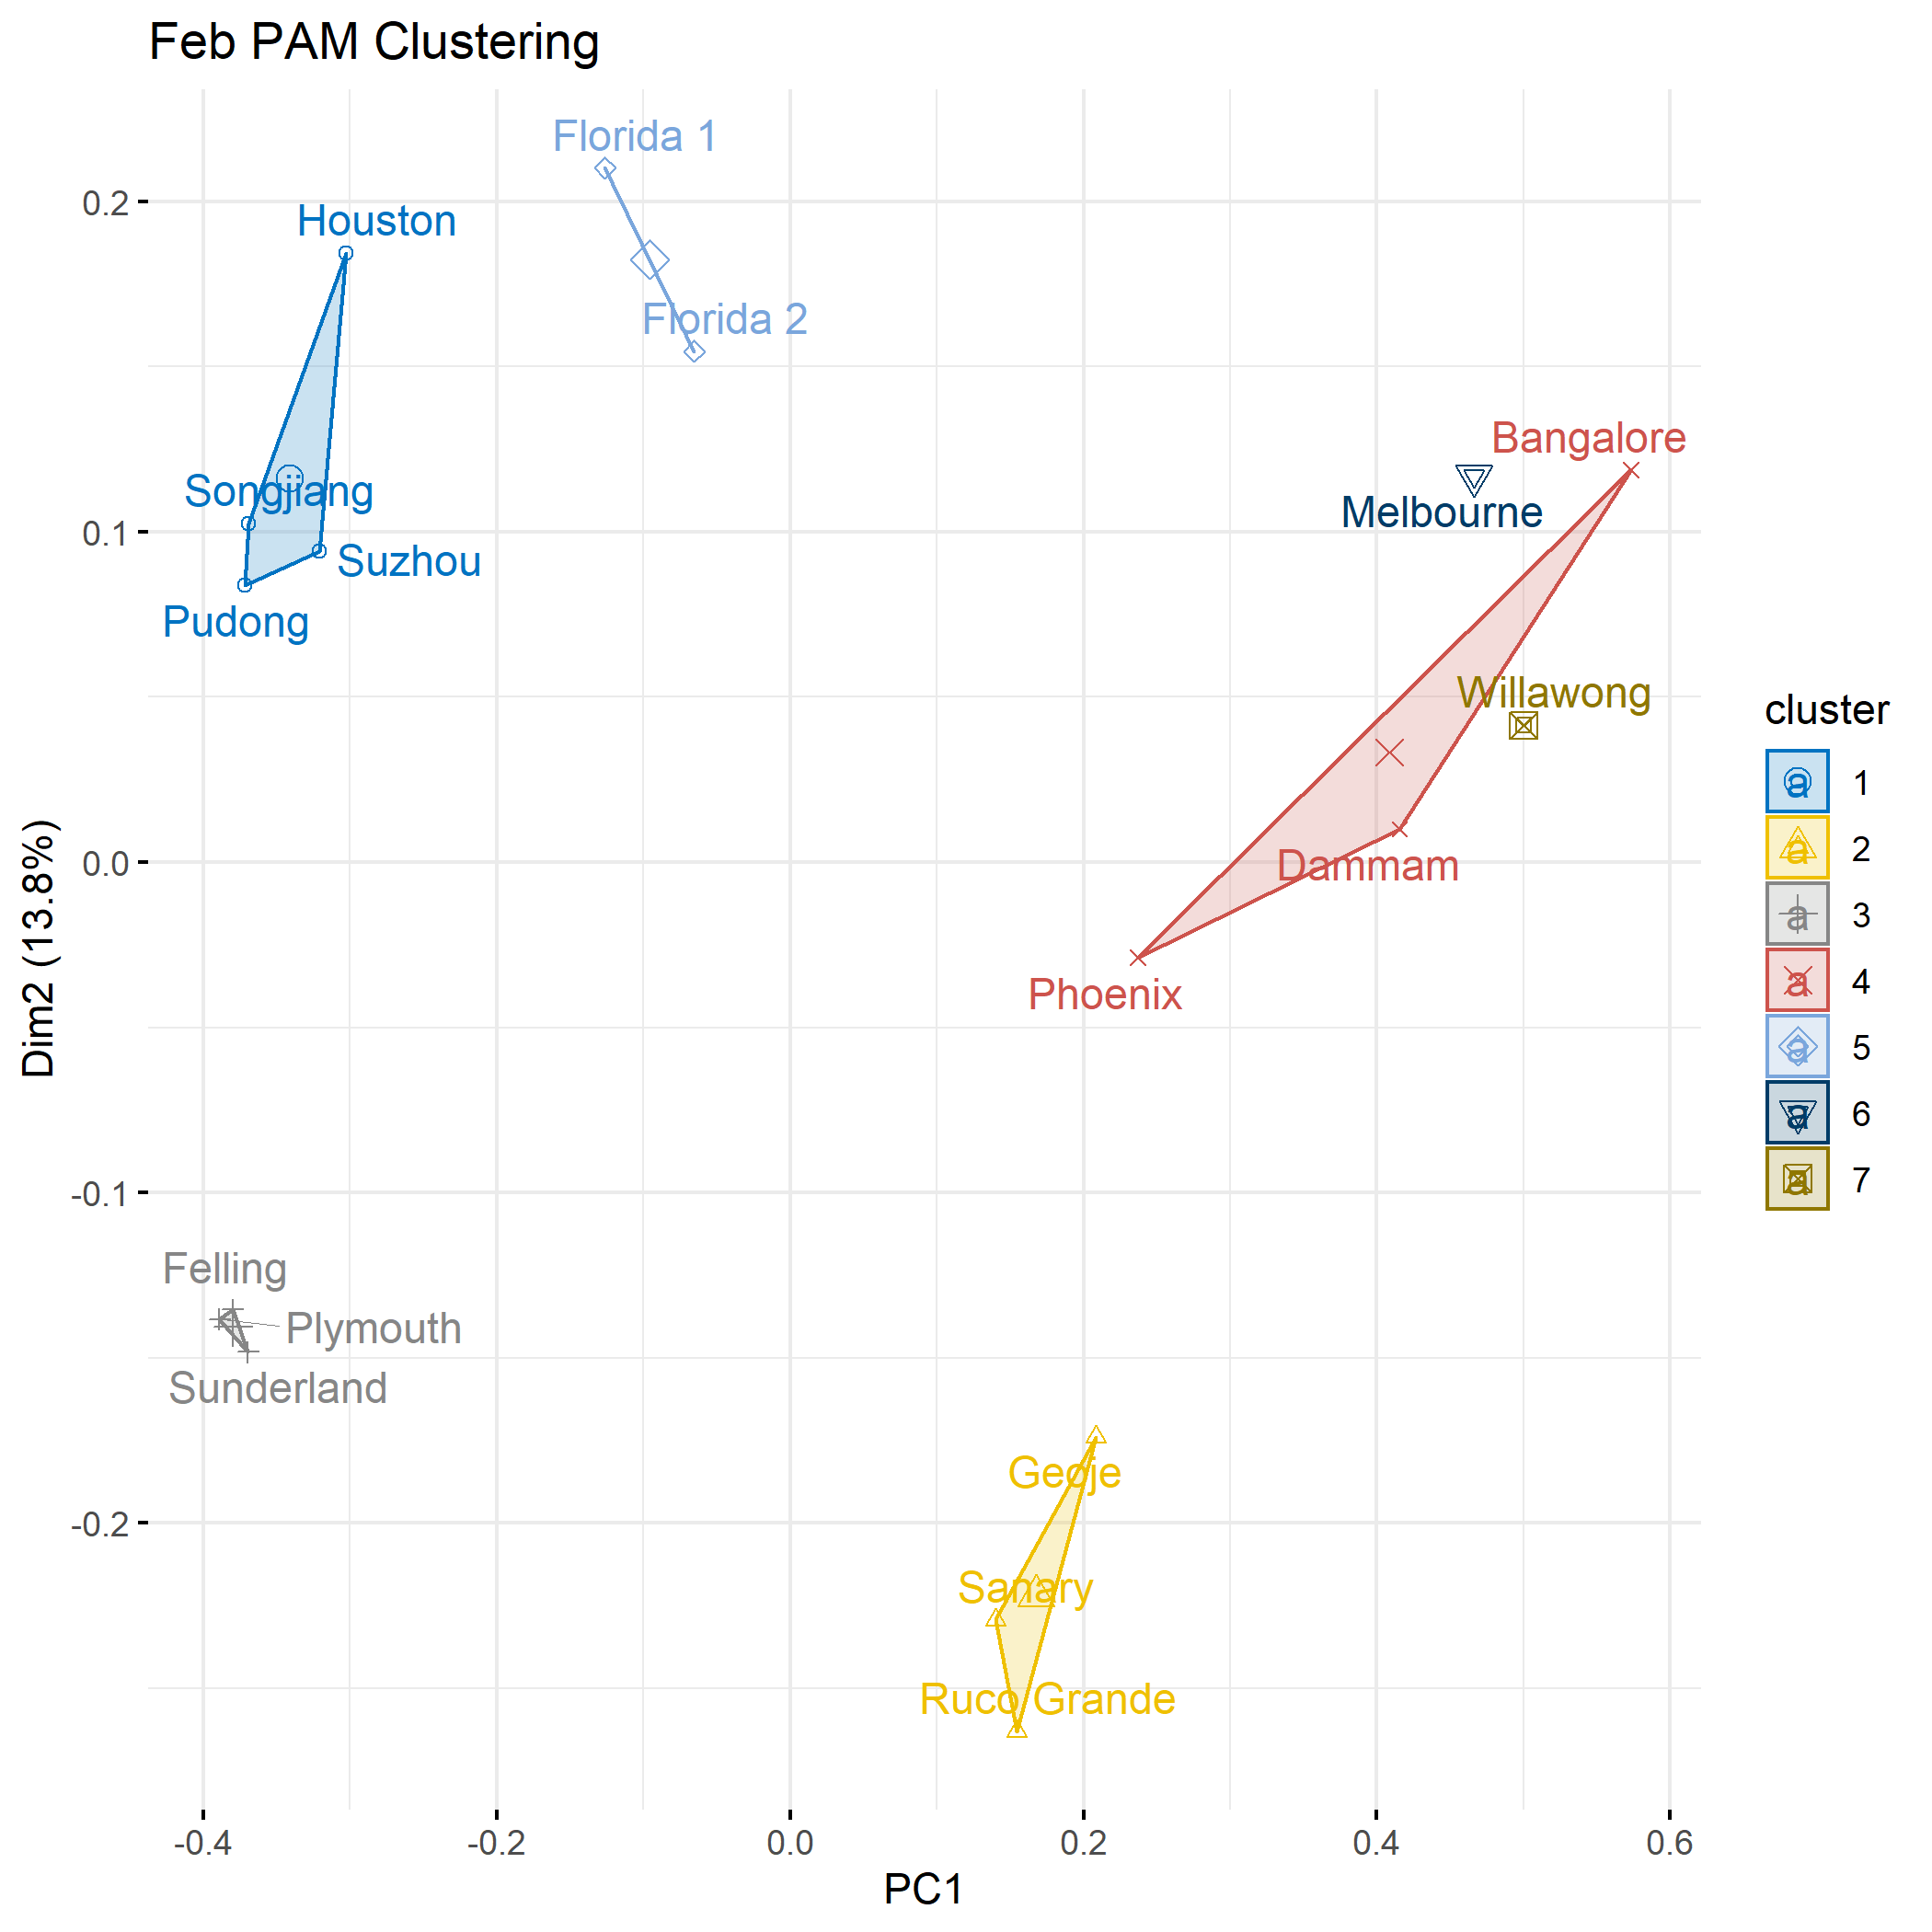 Feb PAM Clustering
Florida 1
Houston
Florida 2
Bangalore
Songjiang
Melbourne
Suzhou
Pudong
Willawong
Dammam
Phoenix
Felling
Plymouth
Sunderland
Geoje
Sanary
Ruco Grande
0.2
0.1
0.0
-0.1
-0.2
Dim2 (13.8%)
-0.4
-0.2
0.0
0.2
0.4
0.6
PC1
cluster
a 1
a 2
a 3
a 4
a 5
a 6
a 7